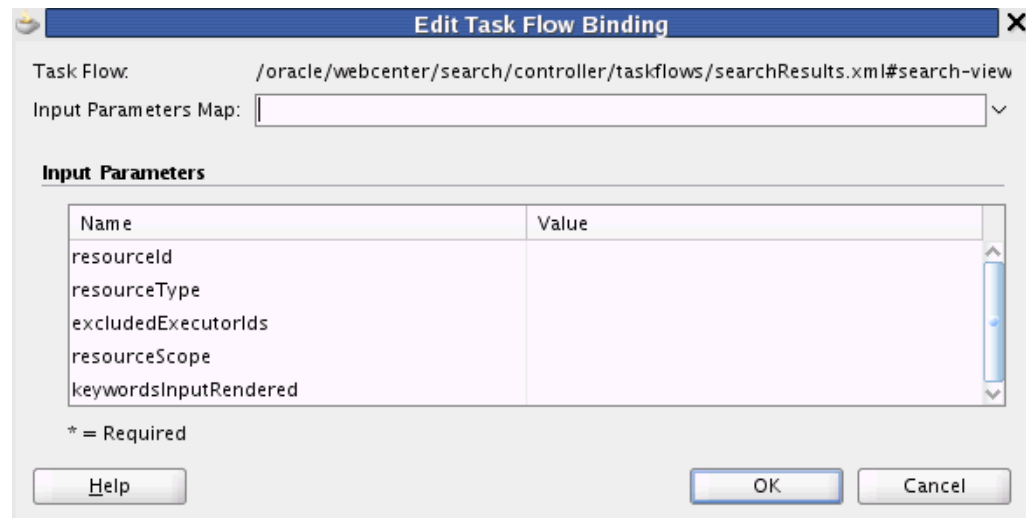 Edit Task Flow Binding
Task Flow: /oracle/webcenter/search/controller/taskflows/searchResults.xml#search-view
Input Parameters Map:
Input Parameters
Name Value
resourceId
resourceType
excludedExecutorIds
resourceScope
keywordsInputRendered
* = Required
Help OK Cancel